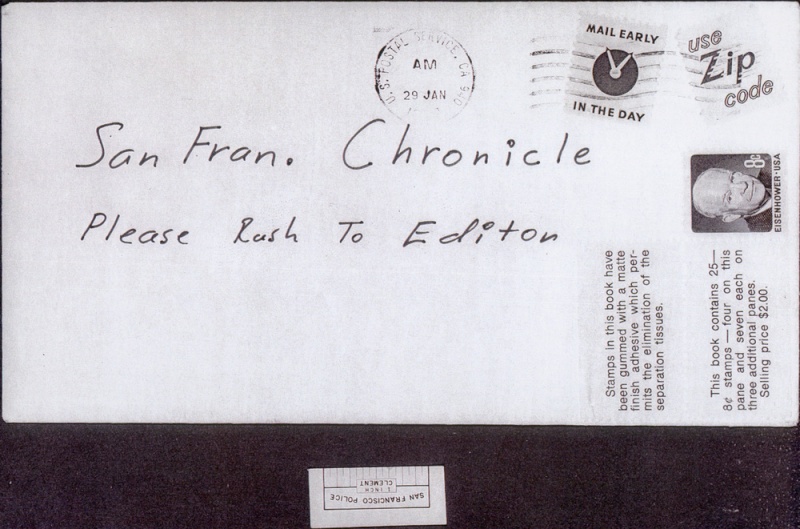 U.S. POSTAL SERVICE, CA 940
AM
29 JAN
MAIL EARLY
IN THE DAY
use
Zip
code
San Fran. Chronicle
Please Rush To Editor
8c
EISENHOWER·USA
Stamps in this book have
been gummed with a matte
finish adhesive which per-
mits the elimination of the
separation tissues.
This book contains 25—
8¢ stamps — four on this
pane and seven each on
three additional panes.
Selling price $2.00.
SAN FRANCISCO POLICE
1 INCH
CLEMENT